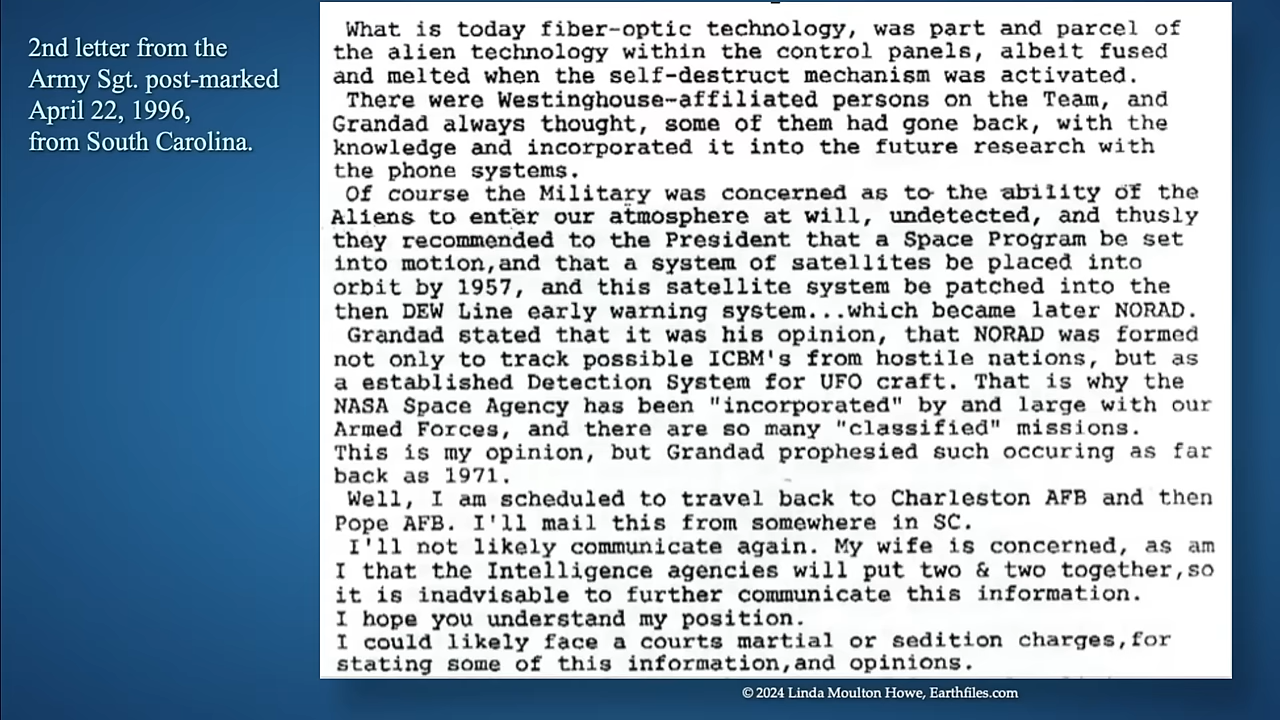 2nd letter from the
Army Sgt. post-marked
April 22, 1996,
from South Carolina.
What is today fiber-optic technology, was part and parcel of
the alien technology within the control panels, albeit fused
and melted when the self-destruct mechanism was activated.
There were Westinghouse-affiliated persons on the Team, and
Grandad always thought, some of them had gone back, with the
knowledge and incorporated it into the future research with
the phone systems.
Of course the Military was concerned as to the ability of the
Aliens to enter our atmosphere at will, undetected, and thusly
they recommended to the President that a Space Program be set
into motion,and that a system of satellites be placed into
orbit by 1957, and this satellite system be patched into the
then DEW Line early warning system...which became later NORAD.
Grandad stated that it was his opinion, that NORAD was formed
not only to track possible ICBM's from hostile nations, but as
a established Detection System for UFO craft. That is why the
NASA Space Agency has been "incorporated" by and large with our
Armed Forces, and there are so many "classified" missions.
This is my opinion, but Grandad prophesied such occuring as far
back as 1971.
Well, I am scheduled to travel back to Charleston AFB and then
Pope AFB. I'll mail this from somewhere in SC.
I'll not likely communicate again. My wife is concerned, as am
I that the Intelligence agencies will put two & two together,so
it is inadvisable to further communicate this information.
I hope you understand my position.
I could likely face a courts martial or sedition charges,for
stating some of this information,and opinions.
© 2024 Linda Moulton Howe, Earthfiles.com